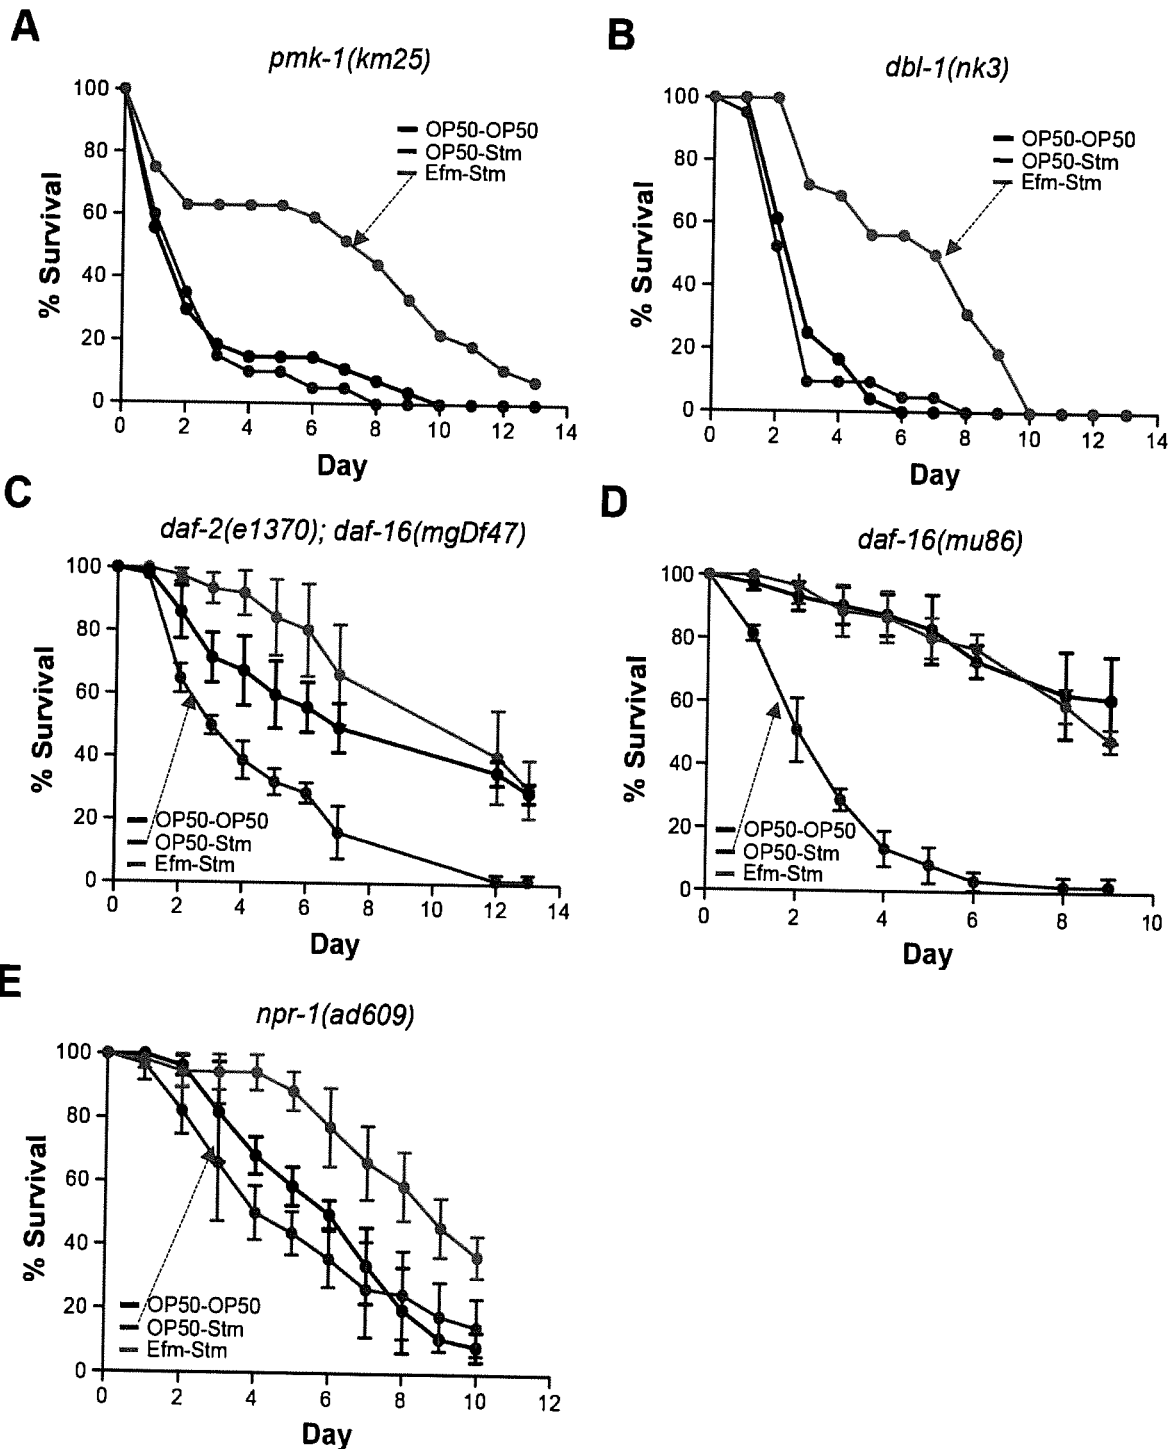 A
pmk-1(km25)
100
80
60
40
20
0
% Survival
OP50-OP50
OP50-Stm
Efm-Stm
0 2 4 6 8 10 12 14
Day
B
dbl-1(nk3)
100
80
60
40
20
0
% Survival
OP50-OP50
OP50-Stm
Efm-Stm
0 2 4 6 8 10 12 14
Day
C
daf-2(e1370); daf-16(mgDf47)
100
80
60
40
20
0
% Survival
OP50-OP50
OP50-Stm
Efm-Stm
0 2 4 6 8 10 12 14
Day
D
daf-16(mu86)
100
80
60
40
20
0
% Survival
OP50-OP50
OP50-Stm
Efm-Stm
0 2 4 6 8 10
Day
E
npr-1(ad609)
100
80
60
40
20
0
% Survival
OP50-OP50
OP50-Stm
Efm-Stm
0 2 4 6 8 10 12
Day